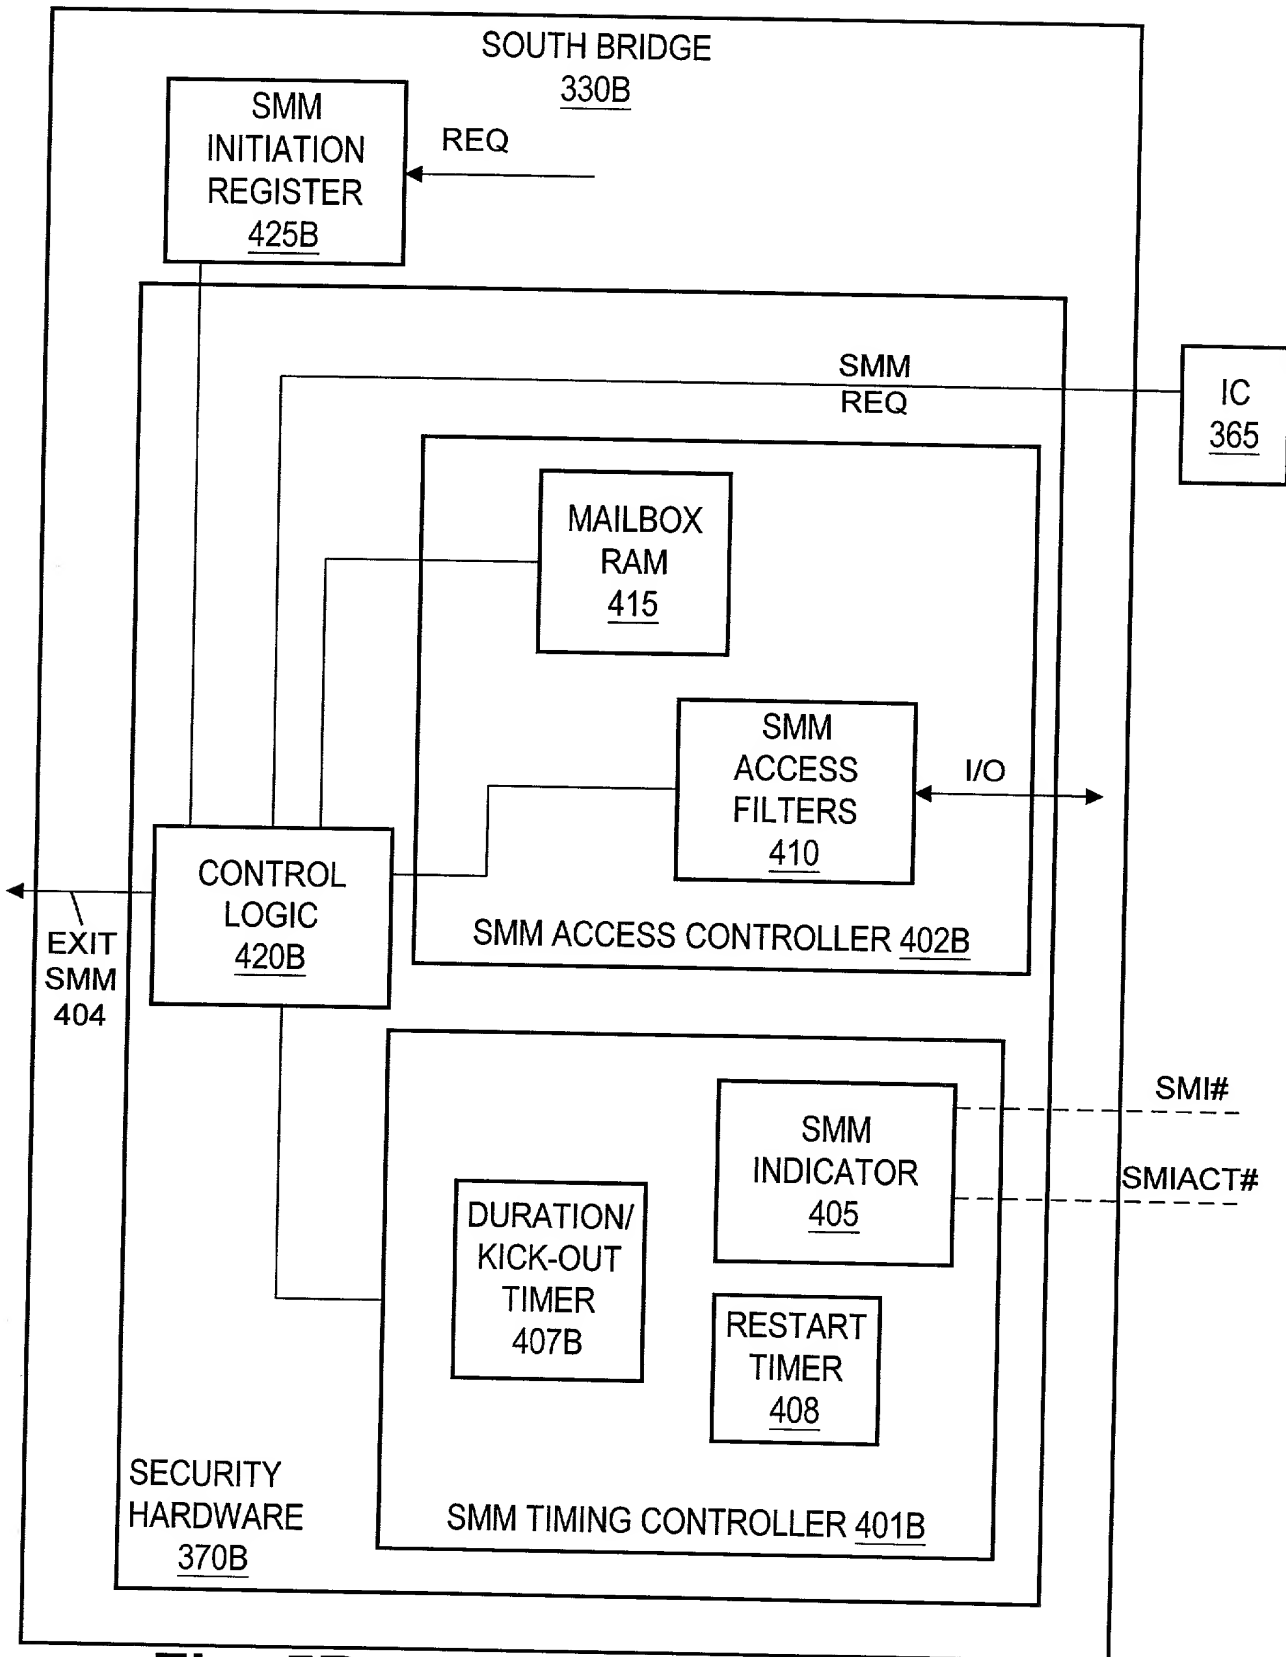 SOUTH BRIDGE
330B
SMM
INITIATION
REGISTER
425B
REQ
SMM
REQ
IC
365
MAILBOX
RAM
415
SMM
ACCESS
FILTERS
410
I/O
CONTROL
LOGIC
420B
SMM ACCESS CONTROLLER 402B
EXIT
SMM
404
SMI#
SMM
INDICATOR
405
SMIACT#
DURATION/
KICK-OUT
TIMER
407B
RESTART
TIMER
408
SECURITY
HARDWARE
370B
SMM TIMING CONTROLLER 401B